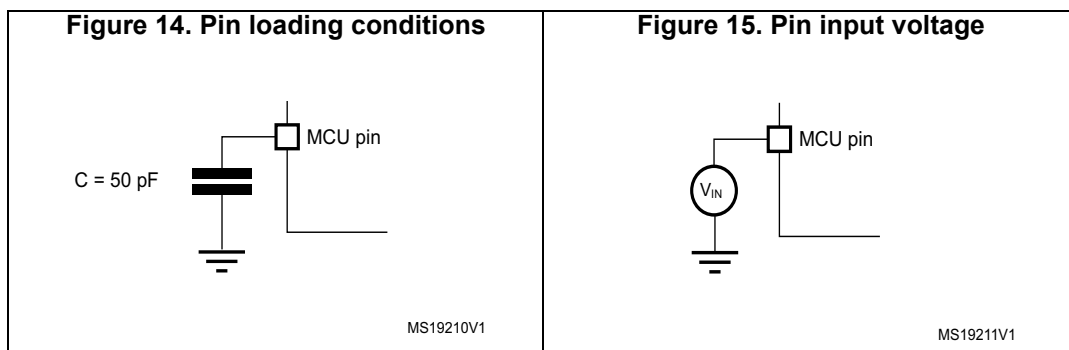 Figure 14. Pin loading conditions
MCU pin
C = 50 pF
MS19210V1
Figure 15. Pin input voltage
MCU pin
VIN
MS19211V1